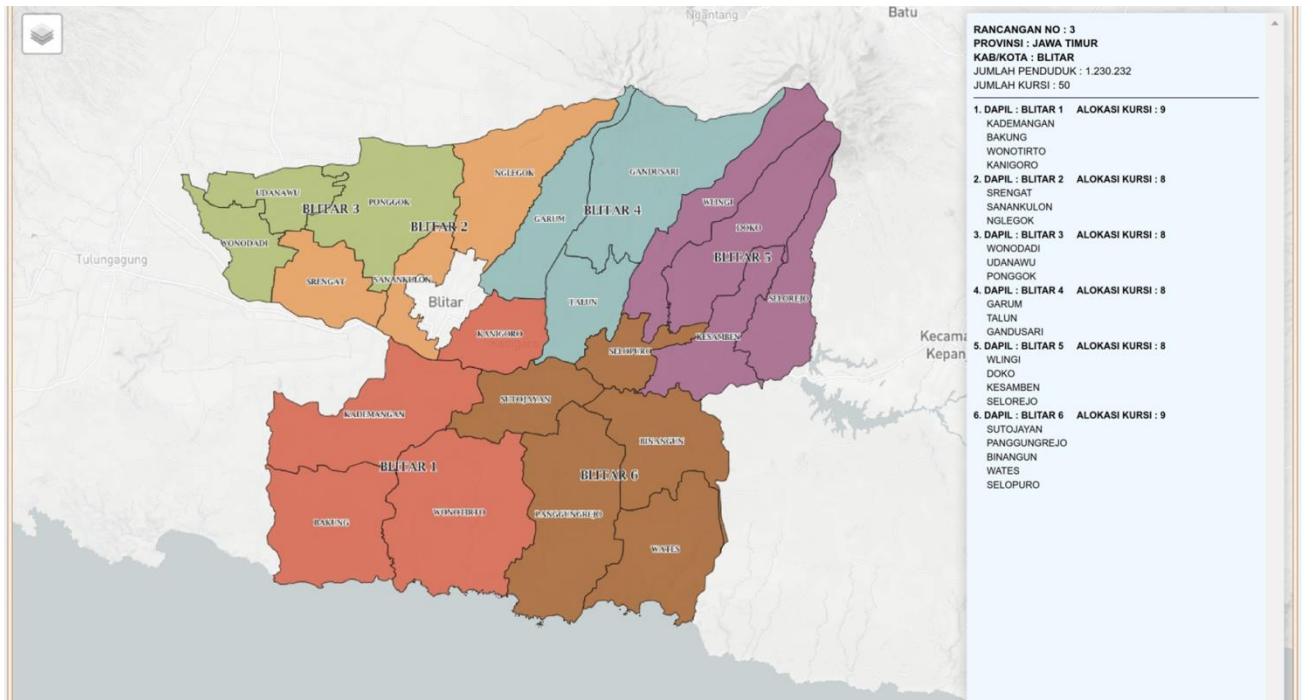 Ngantang
Batu
NGLEGOK
GANDUSARI
UDANAWU
PONGGOK
BLITAR 3
WLINGI
BLITAR 4
GARUM
BLITAR 2
DOKO
WONODADI
Tulungagung
BLITAR 5
SRENGAT
SANANKULON
Blitar
TALUN
SELOREJO
KANIGORO
KESAMBEN
Kecama
Kepan
SELOPURO
SUTOJAYAN
KADEMANGAN
BINANGUN
BLITAR 1
BLITAR 6
WONOTIRTO
PANGGUNGREJO
BAKUNG
WATES
RANCANGAN NO : 3
PROVINSI : JAWA TIMUR
KAB/KOTA : BLITAR
JUMLAH PENDUDUK : 1.230.232
JUMLAH KURSI : 50
1. DAPIL : BLITAR 1 ALOKASI KURSI : 9
KADEMANGAN
BAKUNG
WONOTIRTO
KANIGORO
2. DAPIL : BLITAR 2 ALOKASI KURSI : 8
SRENGAT
SANANKULON
NGLEGOK
3. DAPIL : BLITAR 3 ALOKASI KURSI : 8
WONODADI
UDANAWU
PONGGOK
4. DAPIL : BLITAR 4 ALOKASI KURSI : 8
GARUM
TALUN
GANDUSARI
5. DAPIL : BLITAR 5 ALOKASI KURSI : 8
WLINGI
DOKO
KESAMBEN
SELOREJO
6. DAPIL : BLITAR 6 ALOKASI KURSI : 9
SUTOJAYAN
PANGGUNGREJO
BINANGUN
WATES
SELOPURO